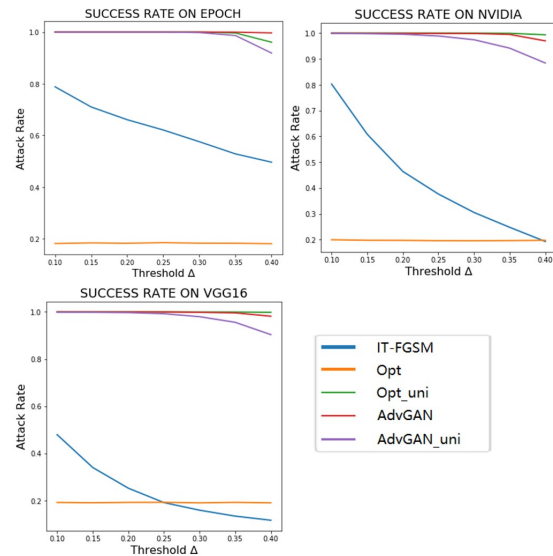 SUCCESS RATE ON EPOCH
Attack Rate
1.0
0.8
0.6
0.4
0.2
0.10 0.15 0.20 0.25 0.30 0.35 0.40
Threshold Δ
SUCCESS RATE ON NVIDIA
Attack Rate
1.0
0.9
0.8
0.7
0.6
0.5
0.4
0.3
0.2
0.10 0.15 0.20 0.25 0.30 0.35 0.40
Threshold Δ
SUCCESS RATE ON VGG16
Attack Rate
1.0
0.8
0.6
0.4
0.2
0.10 0.15 0.20 0.25 0.30 0.35 0.40
Threshold Δ
IT-FGSM
Opt
Opt_uni
AdvGAN
AdvGAN_uni